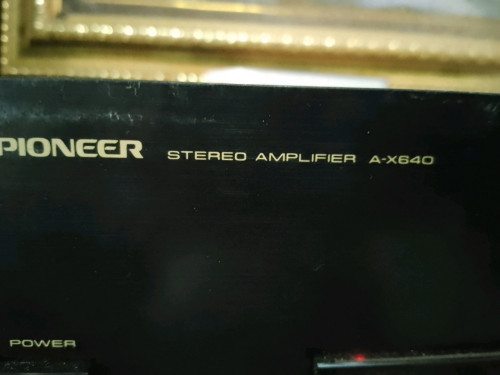 PIONEER STEREO AMPLIFIER A-X640
POWER